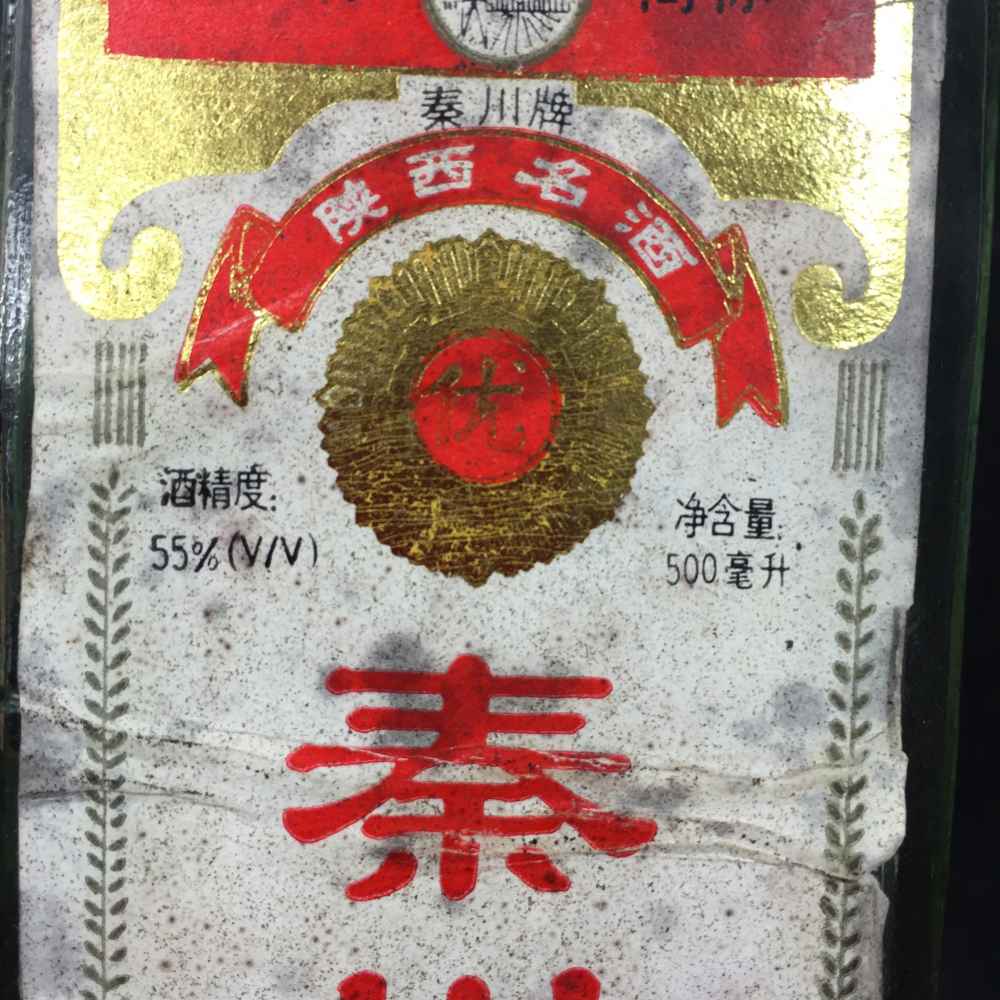 秦川牌
陕西名酒
优
酒精度:
55%(V/V)
净含量:
500毫升
秦